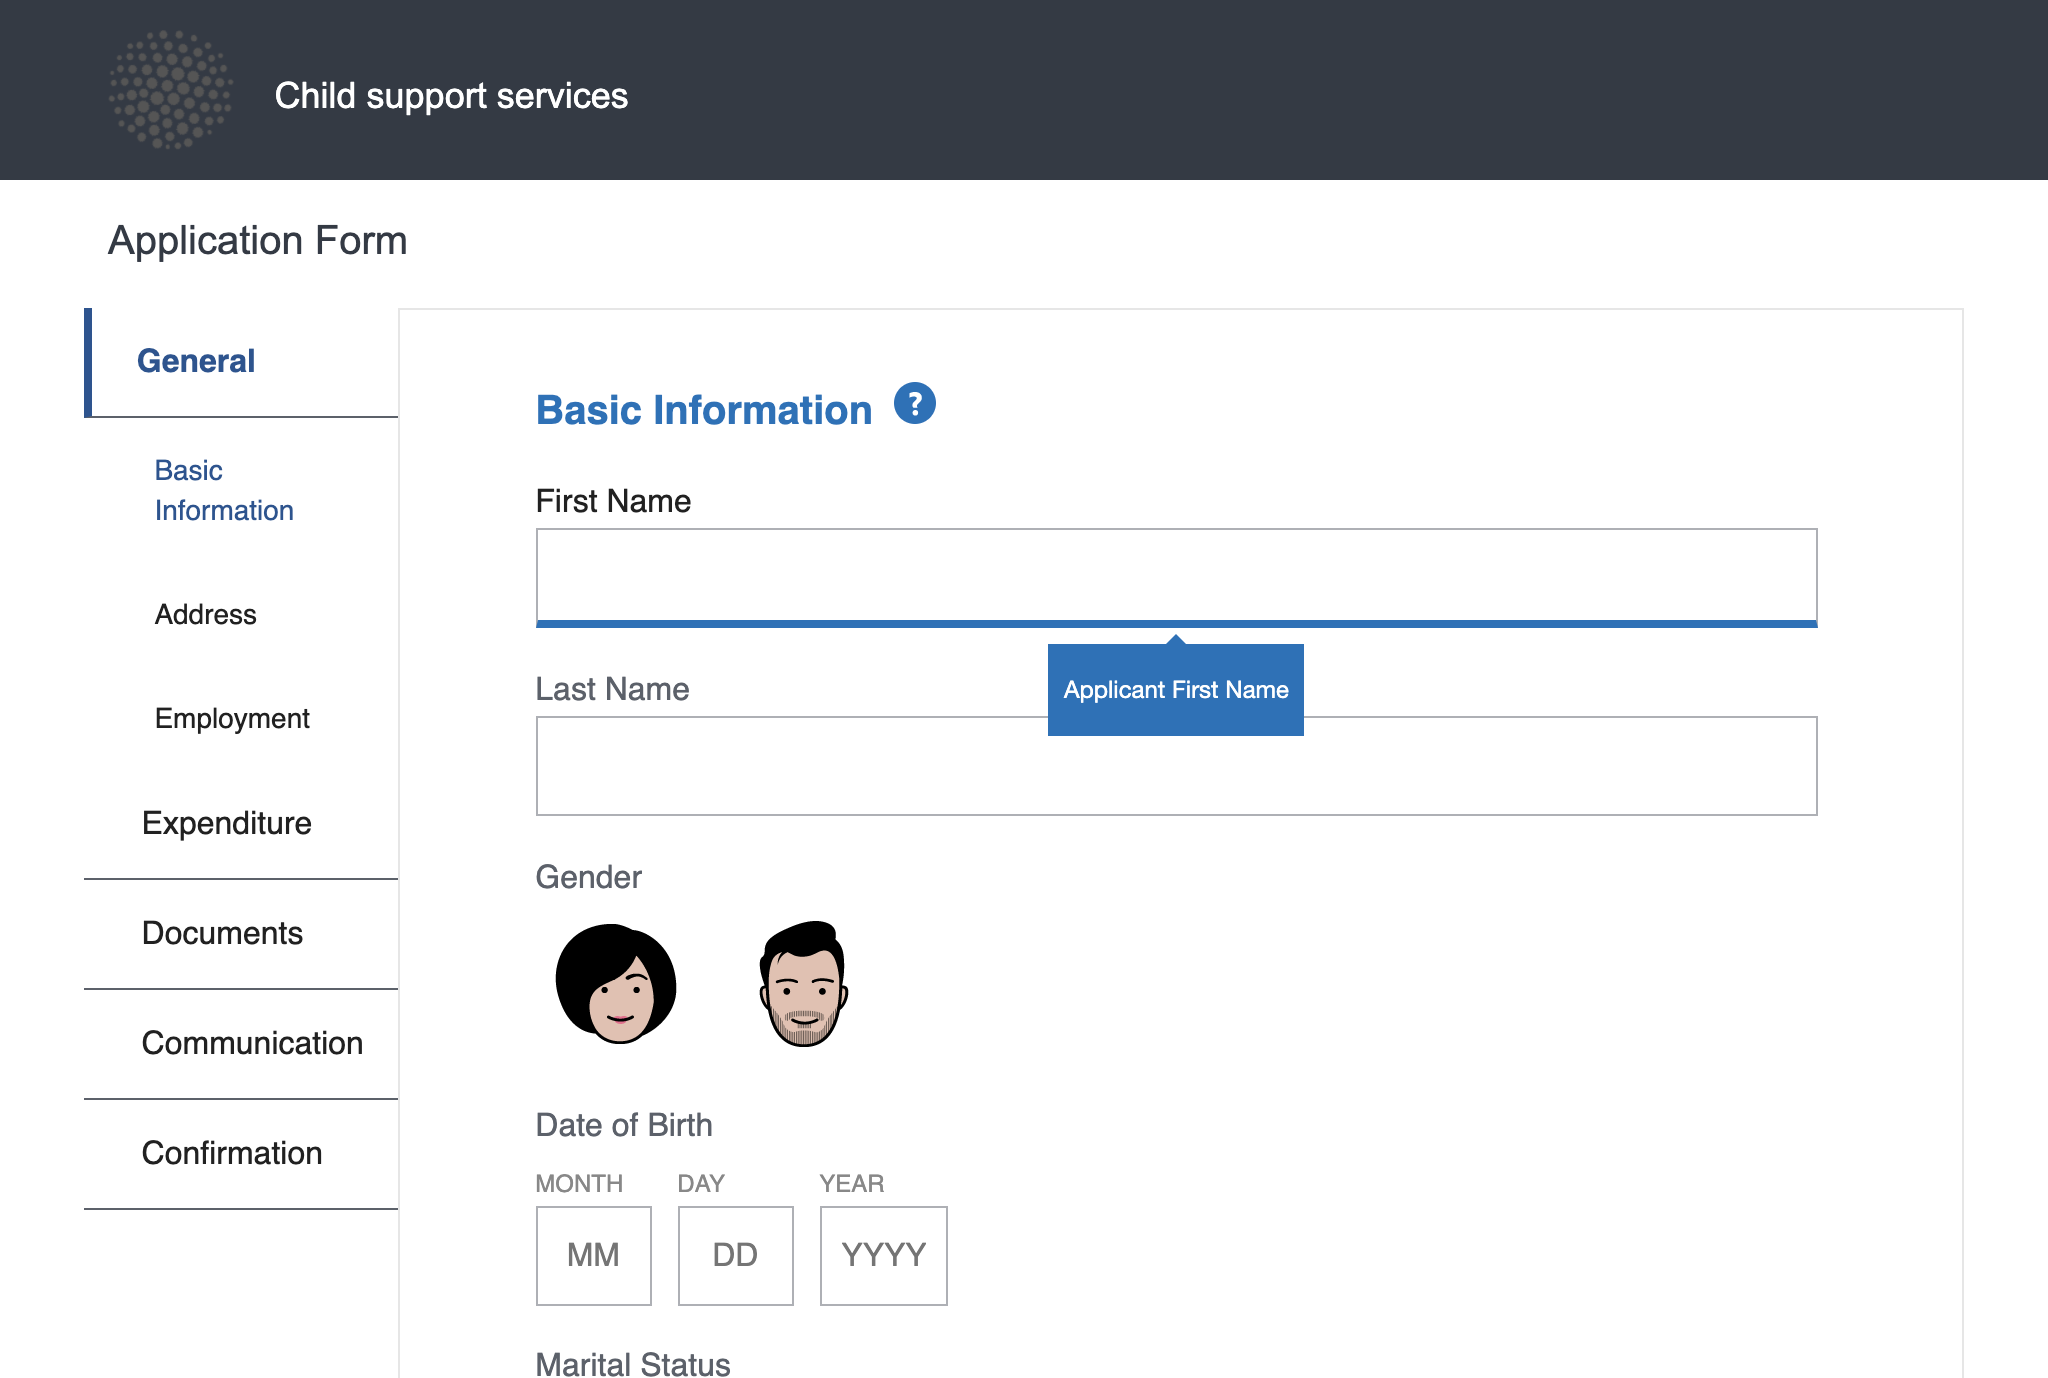 Child support services
Application Form
General
Basic
Information
Address
Employment
Expenditure
Documents
Communication
Confirmation
Basic Information ?
First Name
Applicant First Name
Last Name
Gender
Date of Birth
MONTH DAY YEAR
MM DD YYYY
Marital Status